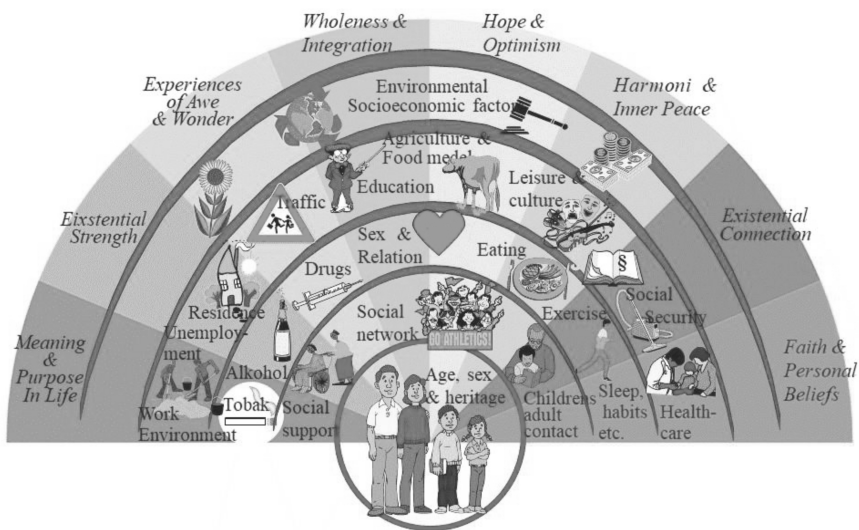 Wholeness &
Integration
Hope &
Optimism
Experiences
of Awe
& Wonder
Harmoni &
Inner Peace
Environmental
Socioeconomic factor
Agriculture &
Food medel
Education
Leisure &
culture
Traffic
Eixstential
Strength
Existential
Connection
Sex &
Relation
Eating
Drugs
§
Residence
Unemploy-
ment
Social
network
GO ATHLETICS!
Exercise
Social
Security
Meaning
&
Purpose
In Life
Faith &
Personal
Beliefs
Alkohol
Age, sex
& heritage
Tobak
Work
Environment
Social
support
Childrens
adult
contact
Sleep,
habits
etc.
Health-
care